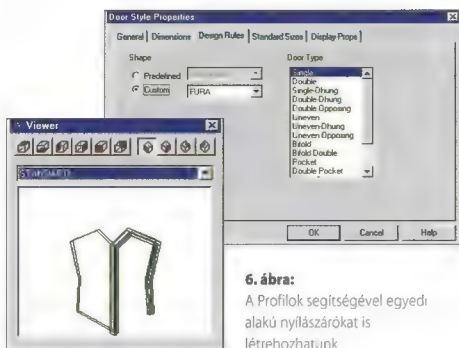 Door Style Properties
General
Dimensions
Design Rules
Standard Sizes
Display Props
Shape
Predefined
Custom
FURA
Door Type
Single
Double
Single-Dhung
Double-Dhung
Double Opposing
Uneven
Uneven-Dhung
Uneven Opposing
Bifold
Bifold Double
Pocket
Double Pocket
OK
Cancel
Help
Viewer
6. ábra:
A Profilok segítségével egyedi
alakú nyílászárókat is
létrehozhatunk